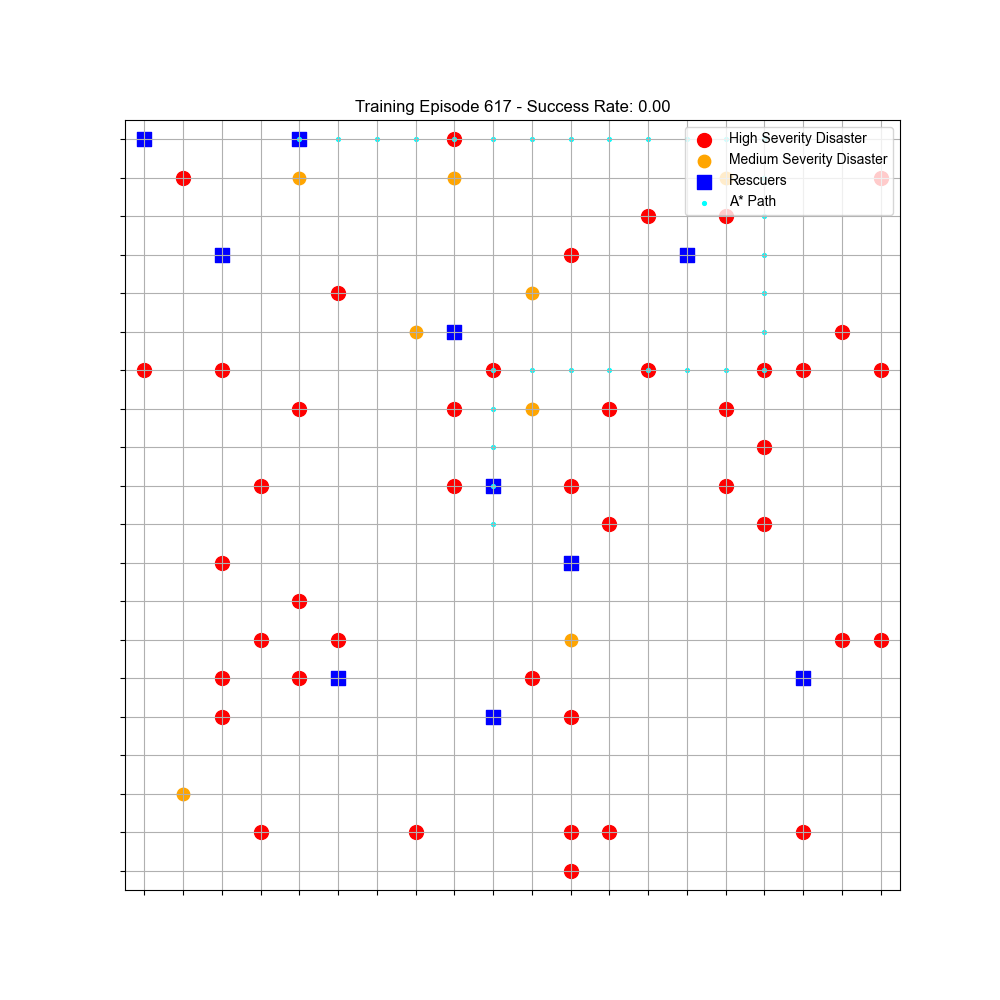 Training Episode 617 - Success Rate: 0.00
High Severity Disaster
Medium Severity Disaster
Rescuers
A* Path